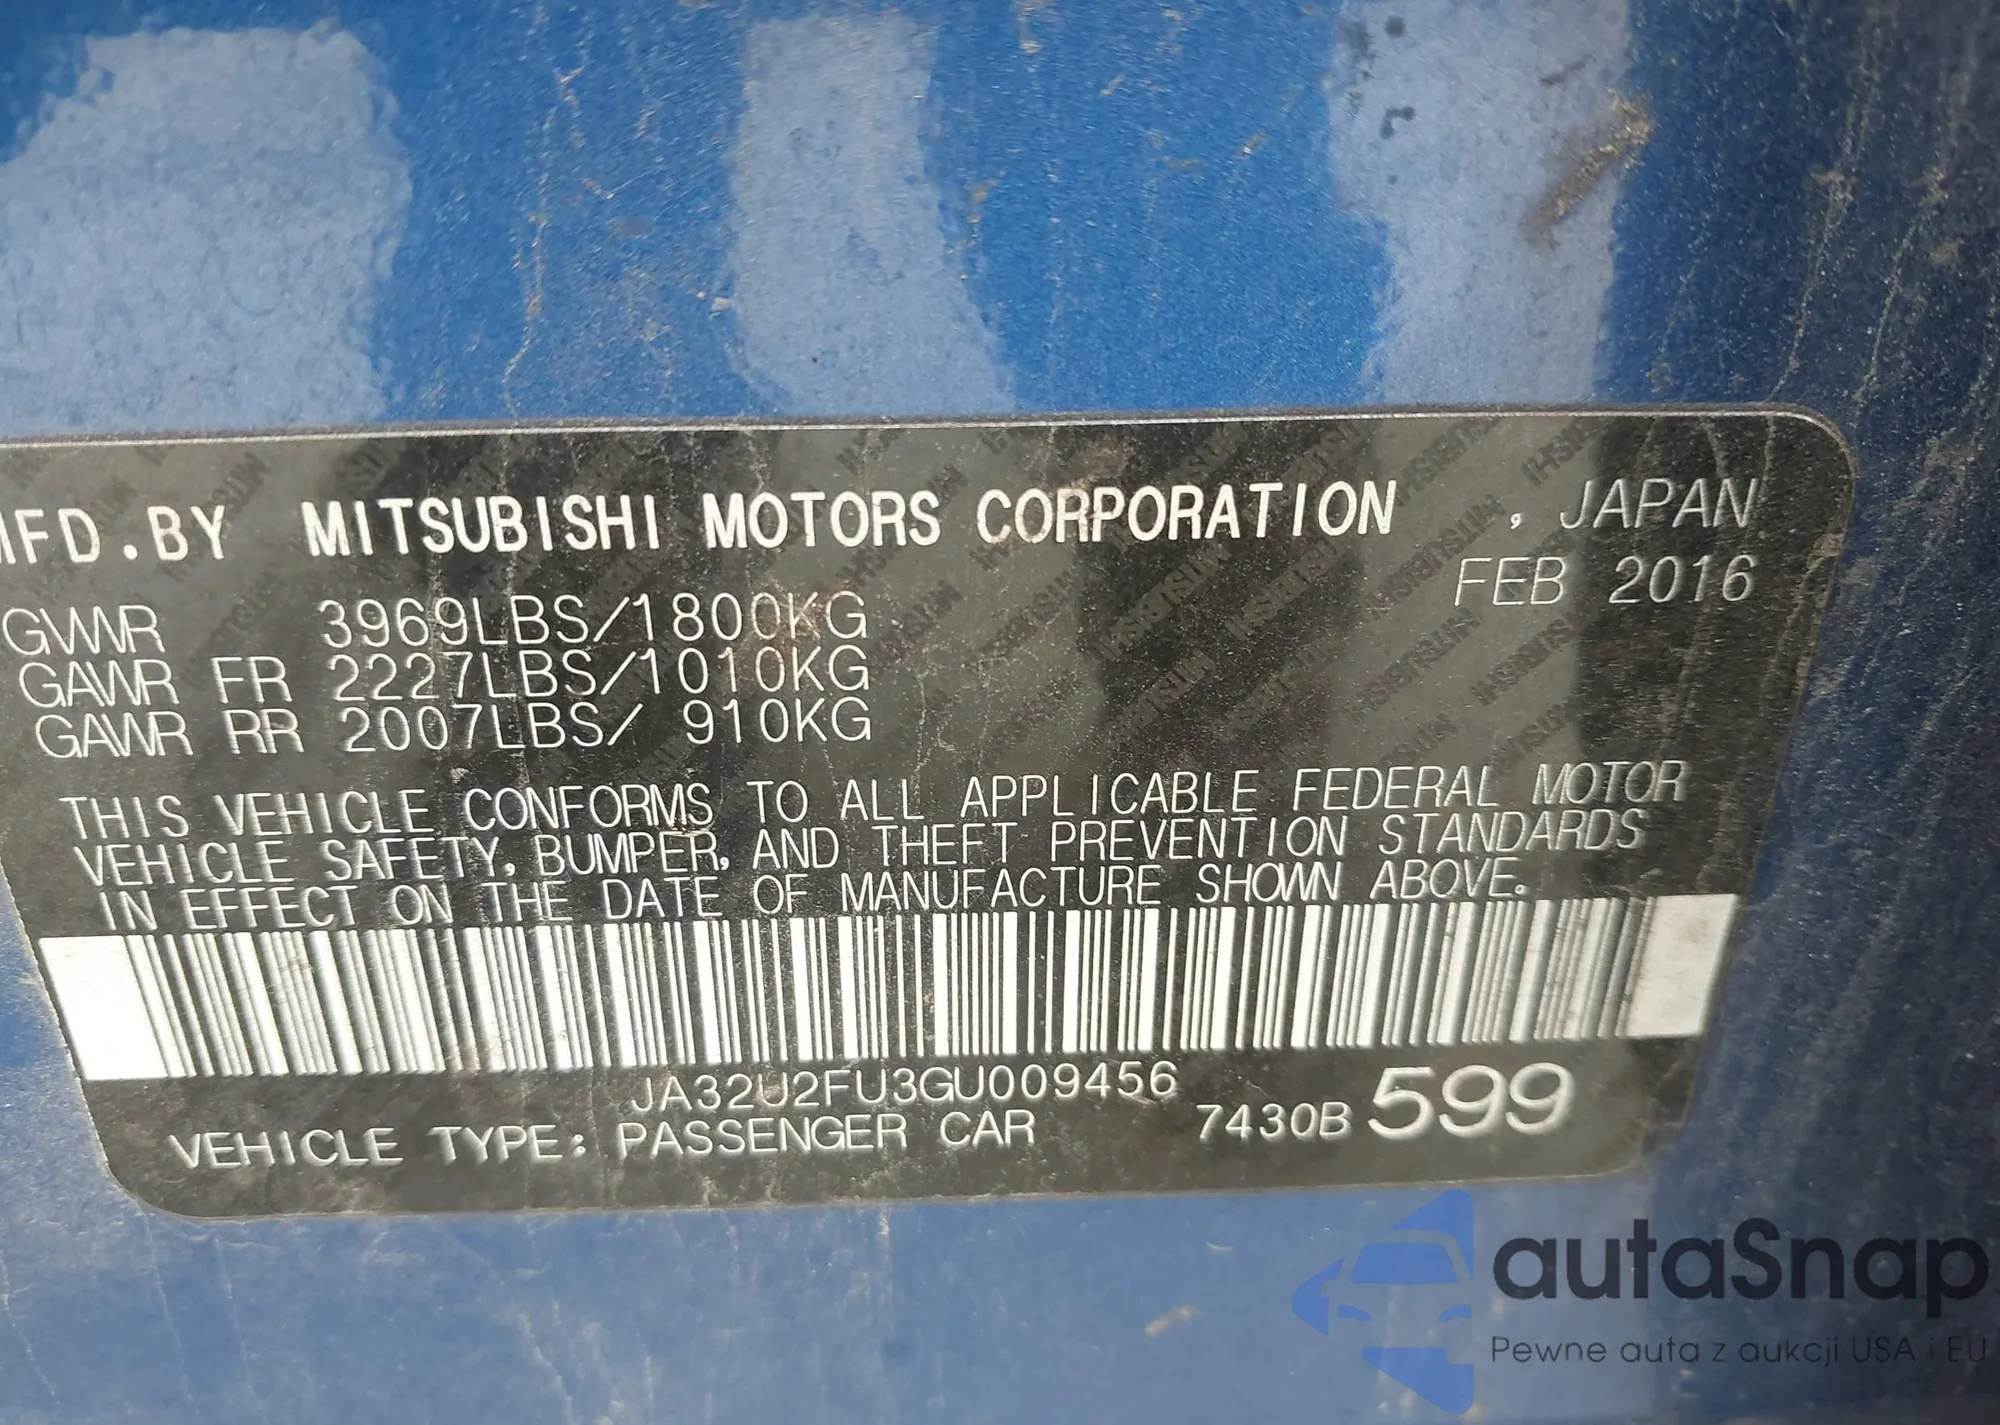 MFD.BY MITSUBISHI MOTORS CORPORATION , JAPAN
FEB 2016
GVWR 3969LBS/1800KG
GAWR FR 2227LBS/1010KG
GAWR RR 2007LBS/ 910KG
THIS VEHICLE CONFORMS TO ALL APPLICABLE FEDERAL MOTOR
VEHICLE SAFETY, BUMPER, AND THEFT PREVENTION STANDARDS
IN EFFECT ON THE DATE OF MANUFACTURE SHOWN ABOVE.
JA32U2FU3GU009456
VEHICLE TYPE: PASSENGER CAR 7430B 599
autaSnap
Pewne auta z aukcji USA i EU